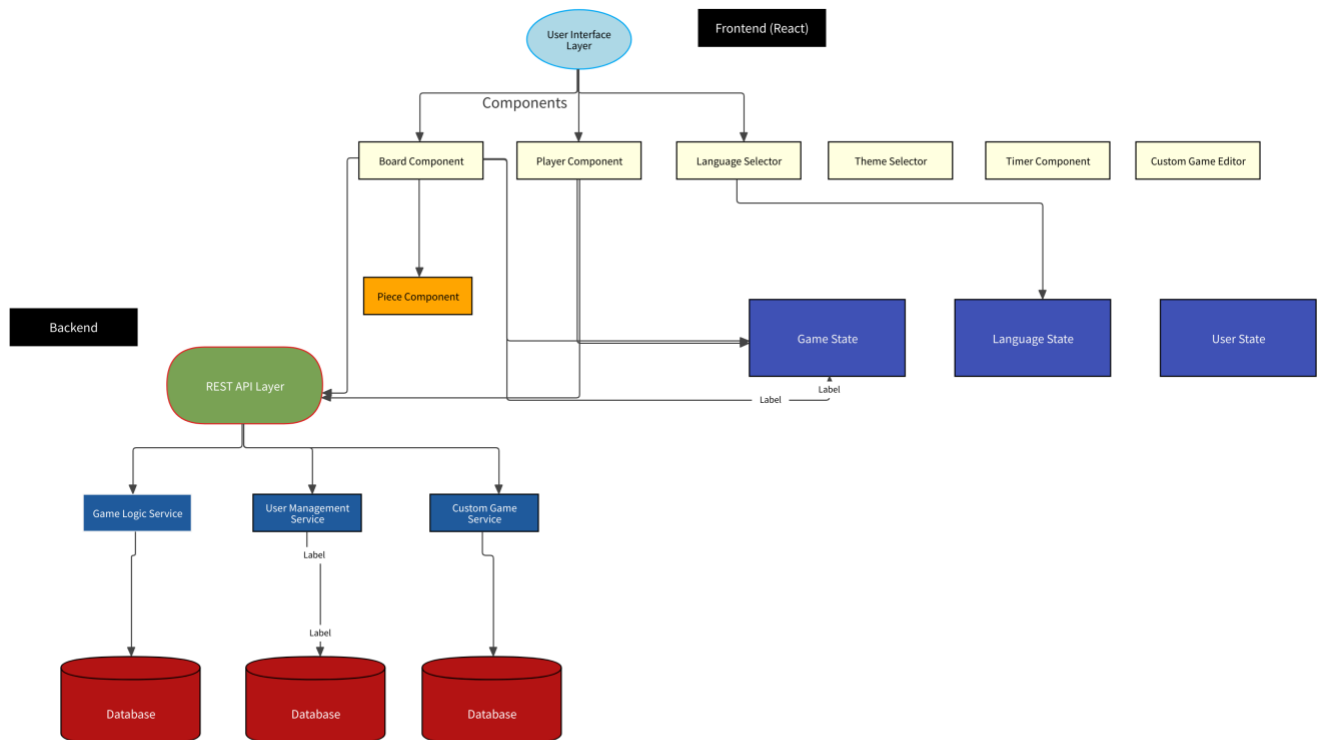 Frontend (React)
User Interface
Layer
Components
Board Component
Player Component
Language Selector
Theme Selector
Timer Component
Custom Game Editor
Piece Component
Backend
Game State
Language State
User State
REST API Layer
Label
Label
Game Logic Service
User Management
Service
Custom Game
Service
Label
Label
Database
Database
Database